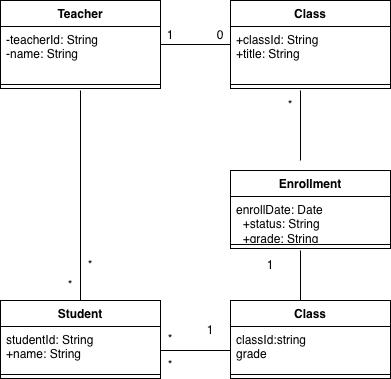 Teacher
-teacherId: String
-name: String
1
0
Class
+classId: String
+title: String
*
Enrollment
enrollDate: Date
+status: String
+grade: String
1
*
*
Student
studentId: String
+name: String
*
*
1
Class
classId:string
grade